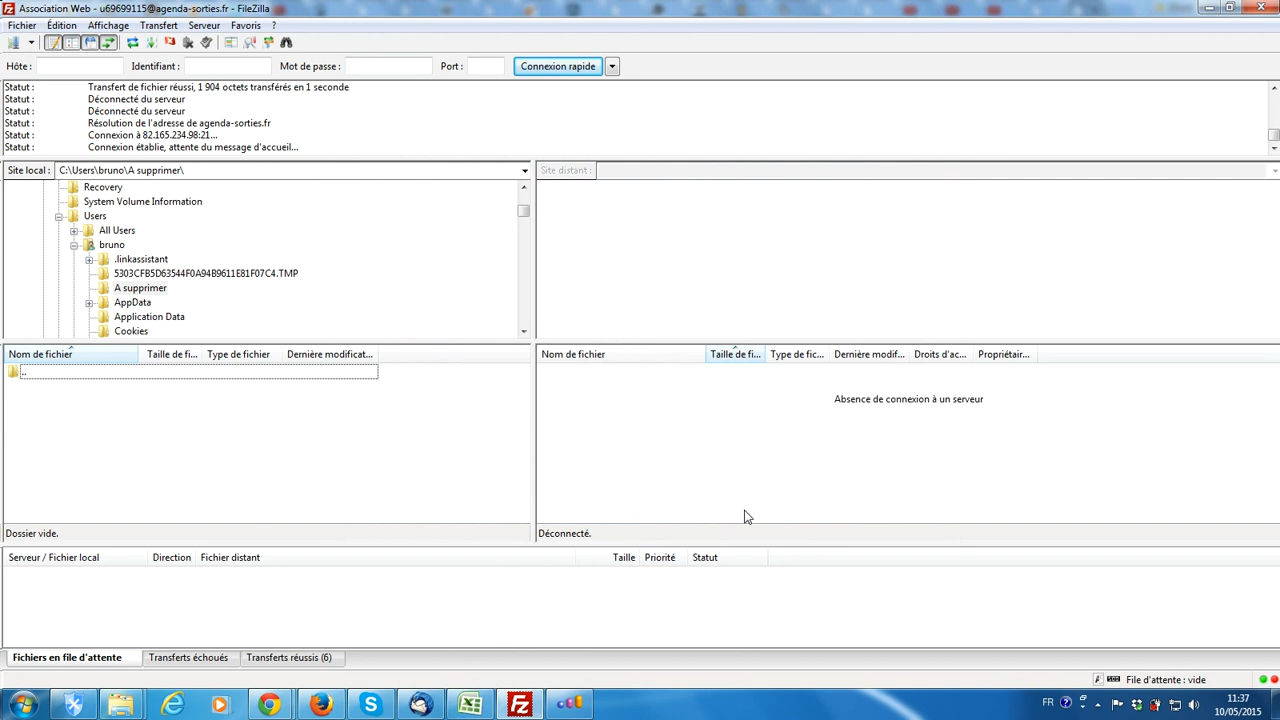 Association Web - u69699115@agenda-sorties.fr - FileZilla
Fichier Édition Affichage Transfert Serveur Favoris ?
Hôte : Identifiant : Mot de passe : Port : Connexion rapide
Statut : Transfert de fichier réussi, 1 904 octets transférés en 1 seconde
Statut : Déconnecté du serveur
Statut : Déconnecté du serveur
Statut : Résolution de l'adresse de agenda-sorties.fr
Statut : Connexion à 82.165.234.98:21...
Statut : Connexion établie, attente du message d'accueil...
Site local : C:\Users\bruno\A supprimer\
Site distant :
Recovery
System Volume Information
Users
All Users
bruno
.linkassistant
5303CFB5D63544F0A94B9611E81F07C4.TMP
A supprimer
AppData
Application Data
Cookies
Nom de fichier Taille de fi... Type de fichier Dernière modificat...
..
Dossier vide.
Nom de fichier Taille de fi... Type de fic... Dernière modif... Droits d'ac... Propriétair...
Absence de connexion à un serveur
Déconnecté.
Serveur / Fichier local Direction Fichier distant Taille Priorité Statut
Fichiers en file d'attente Transferts échoués Transferts réussis (6)
File d'attente : vide
FR
11:37
10/05/2015